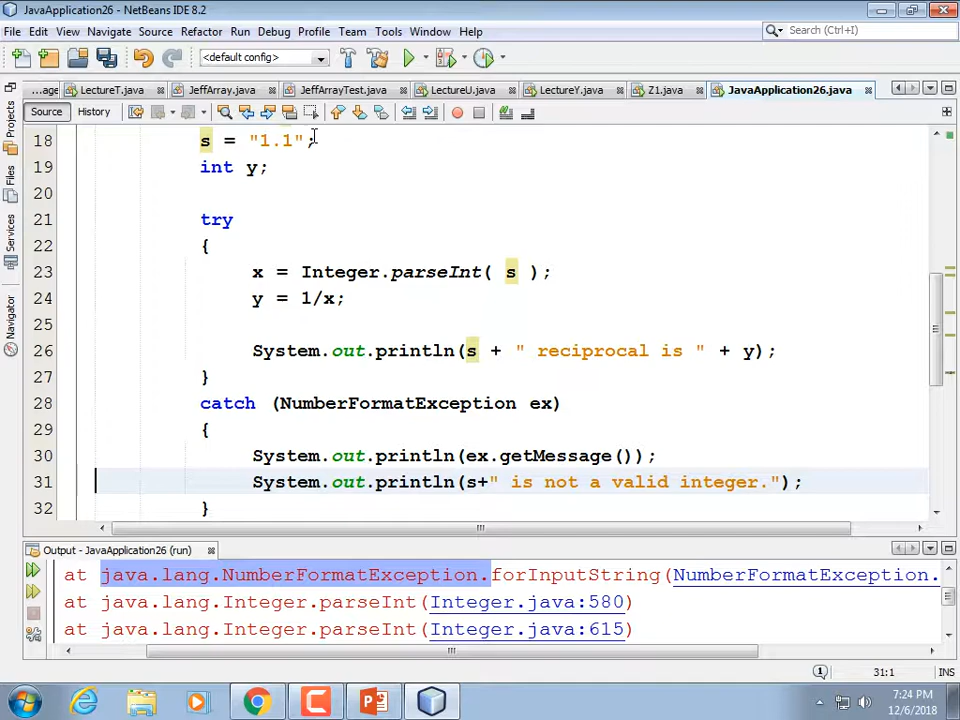 JavaApplication26 - NetBeans IDE 8.2
File Edit View Navigate Source Refactor Run Debug Profile Team Tools Window Help
<default config>
Search (Ctrl+I)
...age LectureT.java JeffArray.java JeffArrayTest.java LectureU.java LectureY.java Z1.java JavaApplication26.java
Source History
Projects
Files
Services
Navigator
18 s = "1.1";
19 int y;
20
21 try
22 {
23 x = Integer.parseInt( s );
24 y = 1/x;
25
26 System.out.println(s + " reciprocal is " + y);
27 }
28 catch (NumberFormatException ex)
29 {
30 System.out.println(ex.getMessage());
31 System.out.println(s+" is not a valid integer.");
32 }
Output - JavaApplication26 (run)
at java.lang.NumberFormatException.forInputString(NumberFormatException.
at java.lang.Integer.parseInt(Integer.java:580)
at java.lang.Integer.parseInt(Integer.java:615)
1 31:1 INS
7:24 PM
12/6/2018